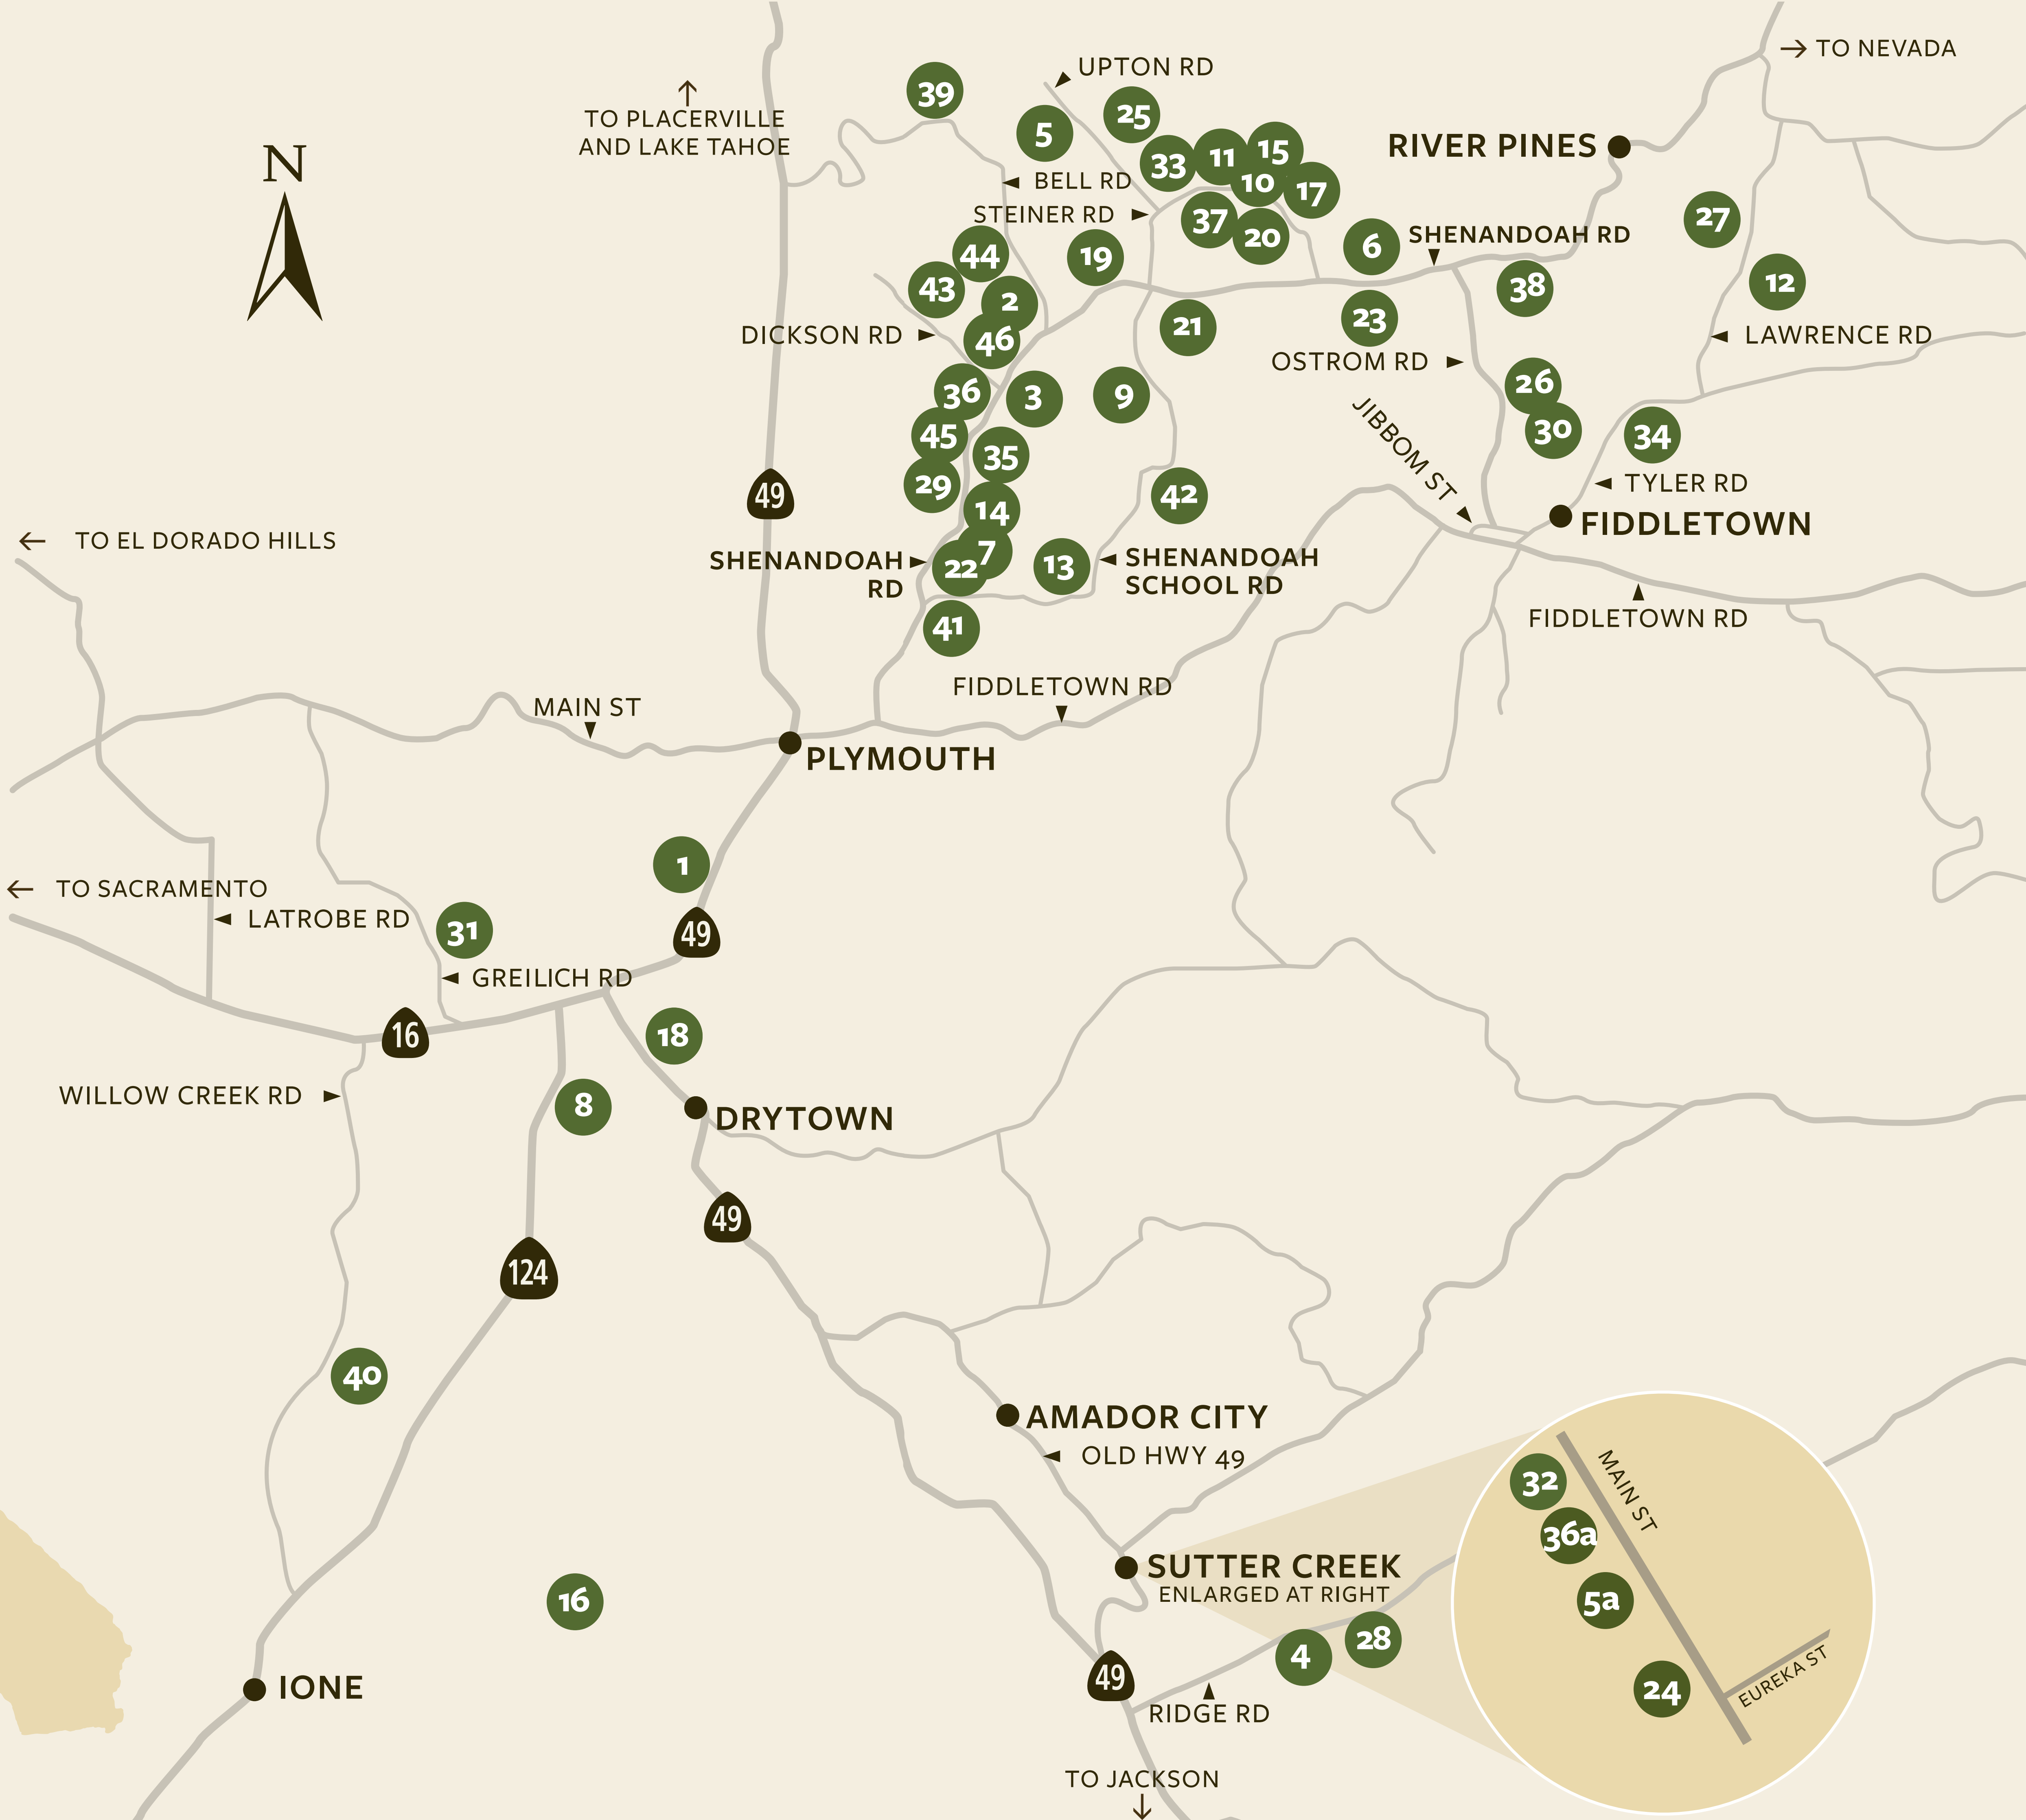 → TO NEVADA
UPTON RD
39
25
↑
TO PLACERVILLE
AND LAKE TAHOE
5
RIVER PINES
33
11
15
10
17
N
BELL RD
STEINER RD
37
20
27
6
SHENANDOAH RD
44
19
43
2
38
12
DICKSON RD
46
21
23
OSTROM RD
LAWRENCE RD
36
3
9
26
JIBBOM ST
45
35
30
34
29
49
14
42
TYLER RD
FIDDLETOWN
← TO EL DORADO HILLS
SHENANDOAH
RD
7
22
13
SHENANDOAH
SCHOOL RD
41
FIDDLETOWN RD
FIDDLETOWN RD
MAIN ST
PLYMOUTH
1
← TO SACRAMENTO
LATROBE RD
31
49
GREILICH RD
16
18
WILLOW CREEK RD
8
DRYTOWN
49
124
40
AMADOR CITY
OLD HWY 49
32
MAIN ST
36a
SUTTER CREEK
ENLARGED AT RIGHT
5a
16
28
4
49
IONE
24
EUREKA ST
RIDGE RD
TO JACKSON
↓